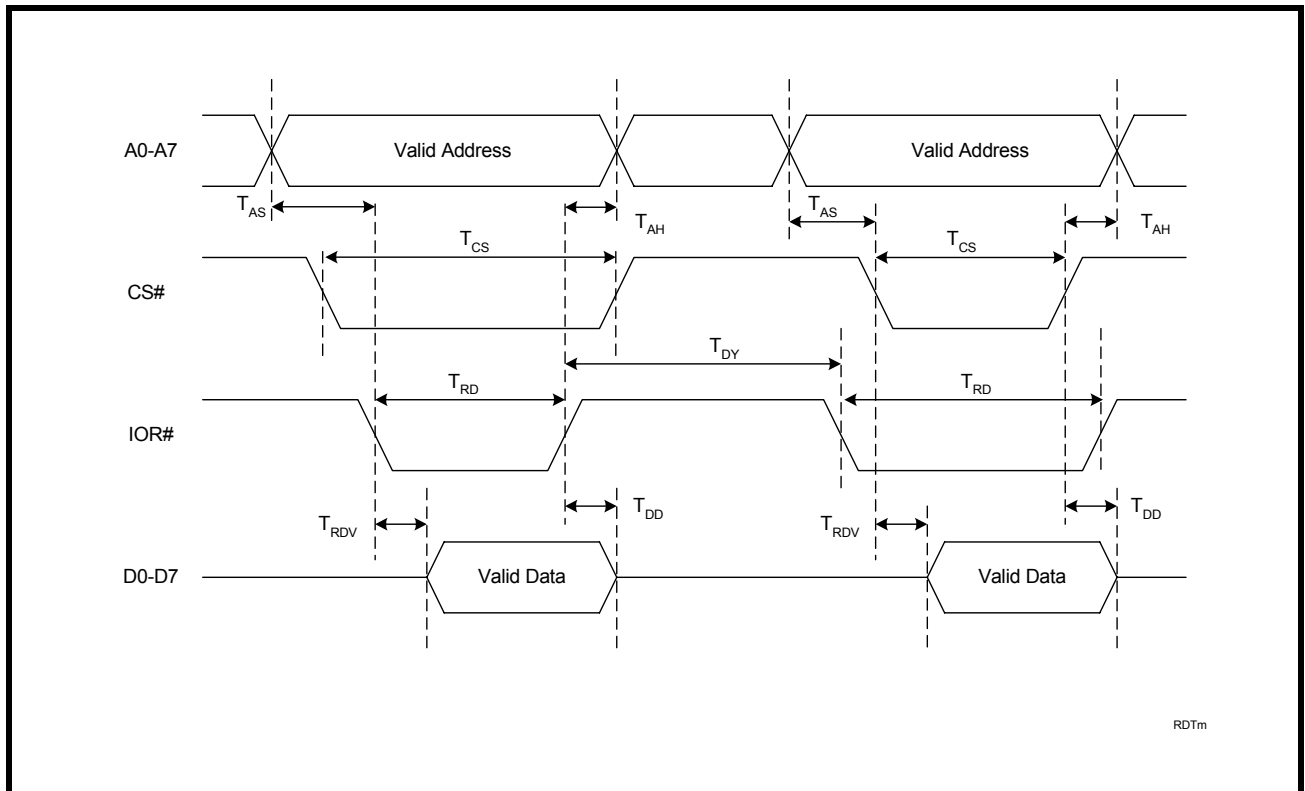 A0-A7
Valid Address
Valid Address
TAS
TAH
TAS
TAH
TCS
TCS
CS#
TDY
TRD
TRD
IOR#
TRDV
TDD
TRDV
TDD
D0-D7
Valid Data
Valid Data
RDTm